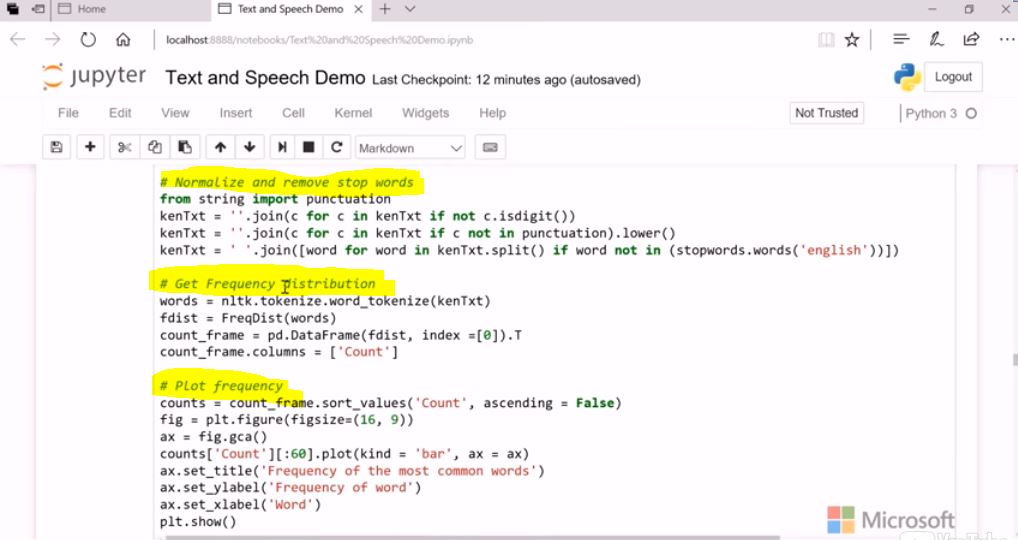 Home
Text and Speech Demo
localhost:8888/notebooks/Text%20and%20Speech%20Demo.ipynb
jupyter Text and Speech Demo Last Checkpoint: 12 minutes ago (autosaved)
Logout
File Edit View Insert Cell Kernel Widgets Help
Not Trusted
Python 3
Markdown
# Normalize and remove stop words
from string import punctuation
kenTxt = ''.join(c for c in kenTxt if not c.isdigit())
kenTxt = ''.join(c for c in kenTxt if c not in punctuation).lower()
kenTxt = ' '.join([word for word in kenTxt.split() if word not in (stopwords.words('english'))])
# Get Frequency Distribution
words = nltk.tokenize.word_tokenize(kenTxt)
fdist = FreqDist(words)
count_frame = pd.DataFrame(fdist, index =[0]).T
count_frame.columns = ['Count']
# Plot frequency
counts = count_frame.sort_values('Count', ascending = False)
fig = plt.figure(figsize=(16, 9))
ax = fig.gca()
counts['Count'][:60].plot(kind = 'bar', ax = ax)
ax.set_title('Frequency of the most common words')
ax.set_ylabel('Frequency of word')
ax.set_xlabel('Word')
plt.show()
Microsoft